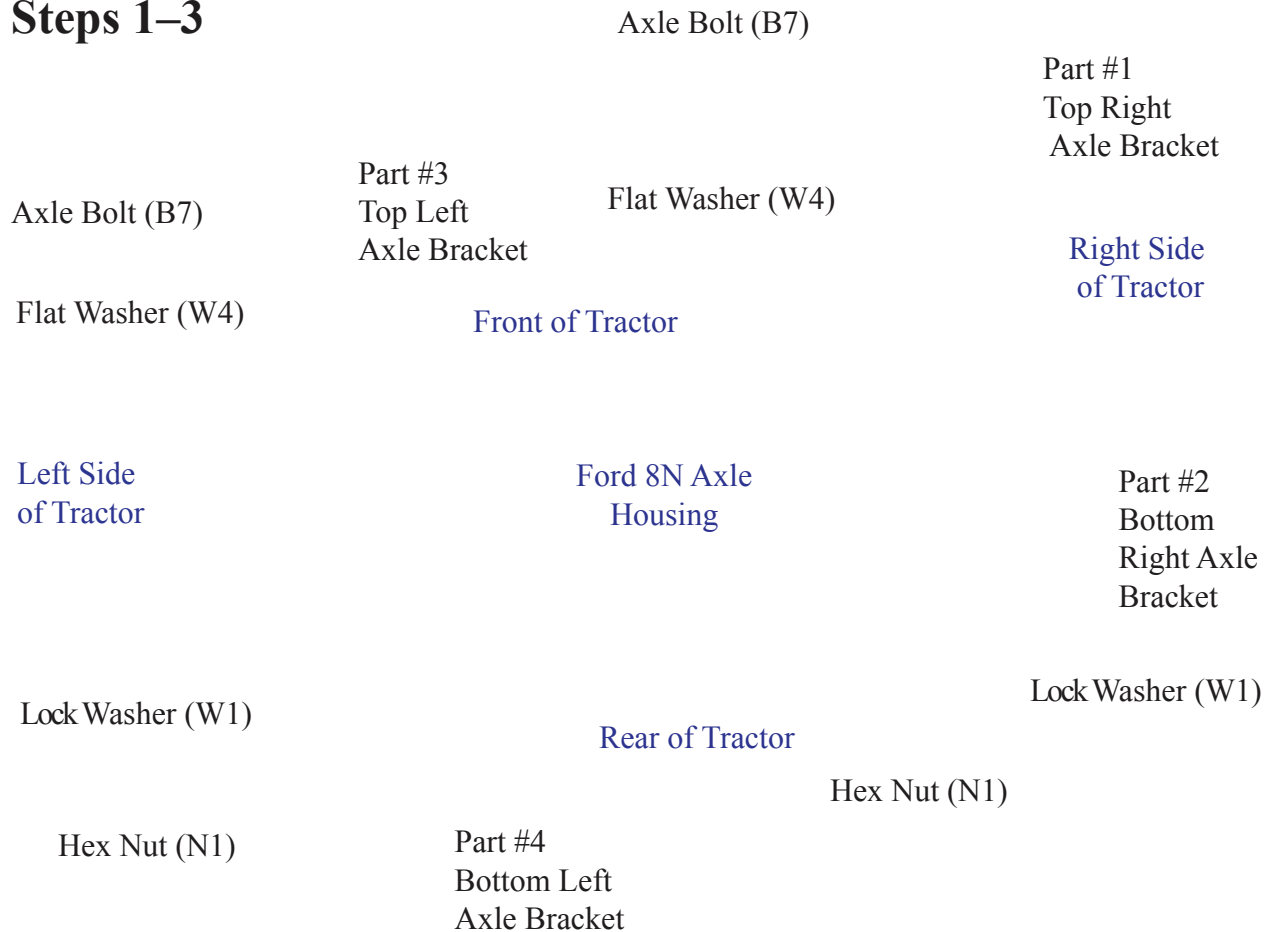 Steps 1–3
Axle Bolt (B7)
Part #1
Top Right
Axle Bracket
Part #3
Top Left
Axle Bracket
Axle Bolt (B7)
Flat Washer (W4)
Right Side
of Tractor
Flat Washer (W4)
Front of Tractor
Left Side
of Tractor
Ford 8N Axle
Housing
Part #2
Bottom
Right Axle
Bracket
Lock Washer (W1)
Lock Washer (W1)
Rear of Tractor
Hex Nut (N1)
Hex Nut (N1)
Part #4
Bottom Left
Axle Bracket